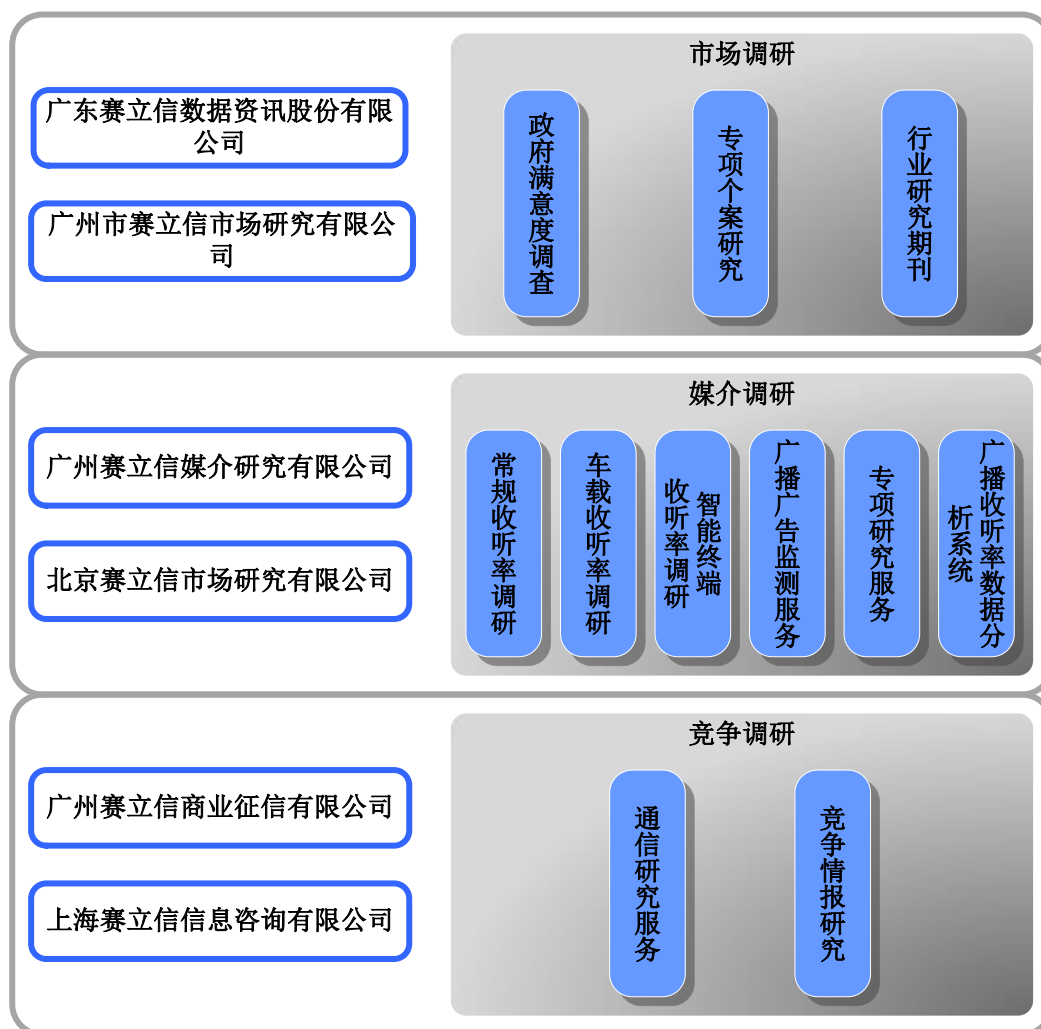 市场调研
广东赛立信数据资讯股份有限
公司
广州市赛立信市场研究有限公
司
政府满意度调查
专项个案研究
行业研究期刊
媒介调研
广州赛立信媒介研究有限公司
北京赛立信市场研究有限公司
常规收听率调研
车载收听率调研
智能终端
收听率调研
广播广告监测服务
专项研究服务
广播收听率数据分
析系统
竞争调研
广州赛立信商业征信有限公司
上海赛立信信息咨询有限公司
通信研究服务
竞争情报研究